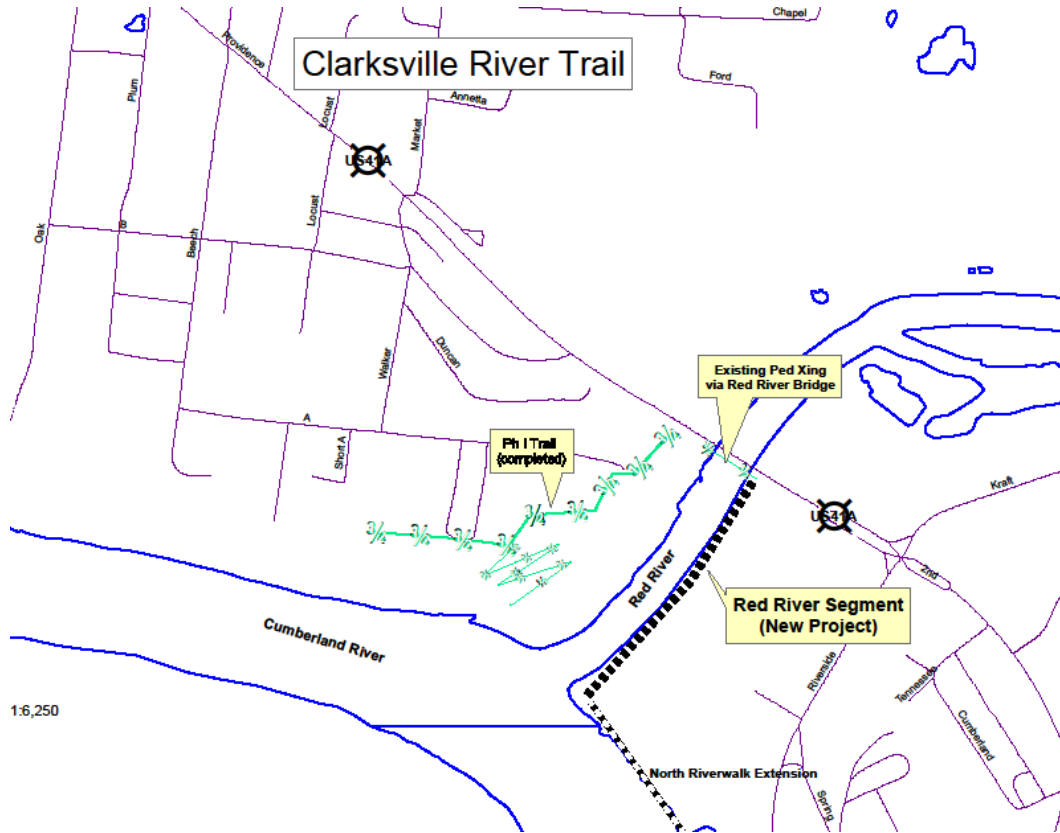 Chapel
Providence
Clarksville River Trail
Plum
Ford
Annetta
Locust
Market
US41A
Locust
Oak
B
Beech
Walker
Duncan
Existing Ped Xing
via Red River Bridge
A
Short A
Ph I Trail
(completed)
Kraft
US41A
2nd
Red River
Red River Segment
(New Project)
Cumberland River
Riverside
Tennessee
Cumberland
1:6,250
North Riverwalk Extension
Spring